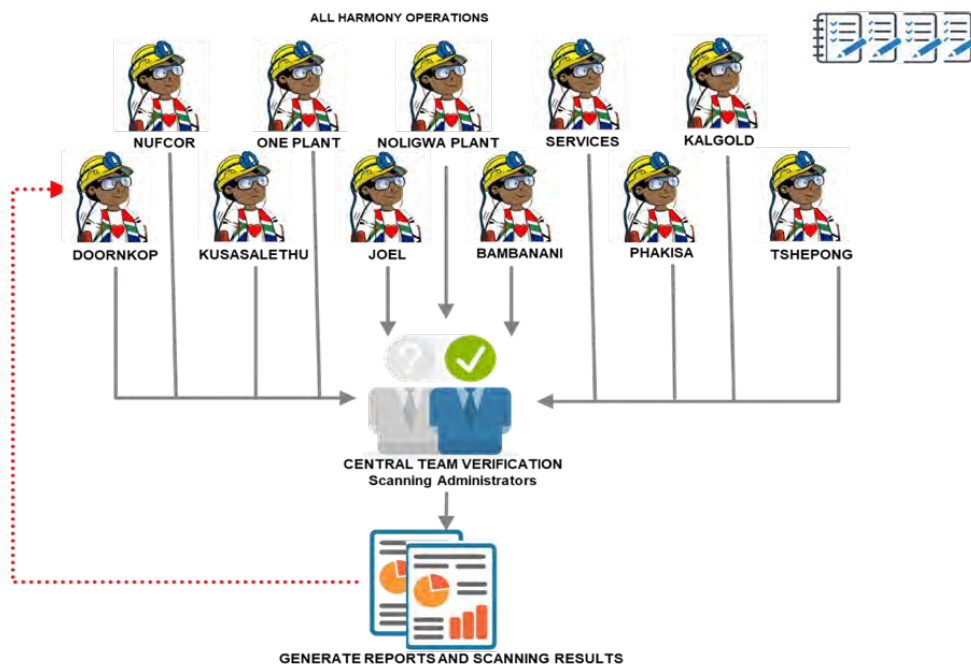 ALL HARMONY OPERATIONS
NUFCOR
ONE PLANT
NOLIGWA PLANT
SERVICES
KALGOLD
DOORNKOP
KUSASALETHU
JOEL
BAMBANANI
PHAKISA
TSHEPONG
?
CENTRAL TEAM VERIFICATION
Scanning Administrators
GENERATE REPORTS AND SCANNING RESULTS